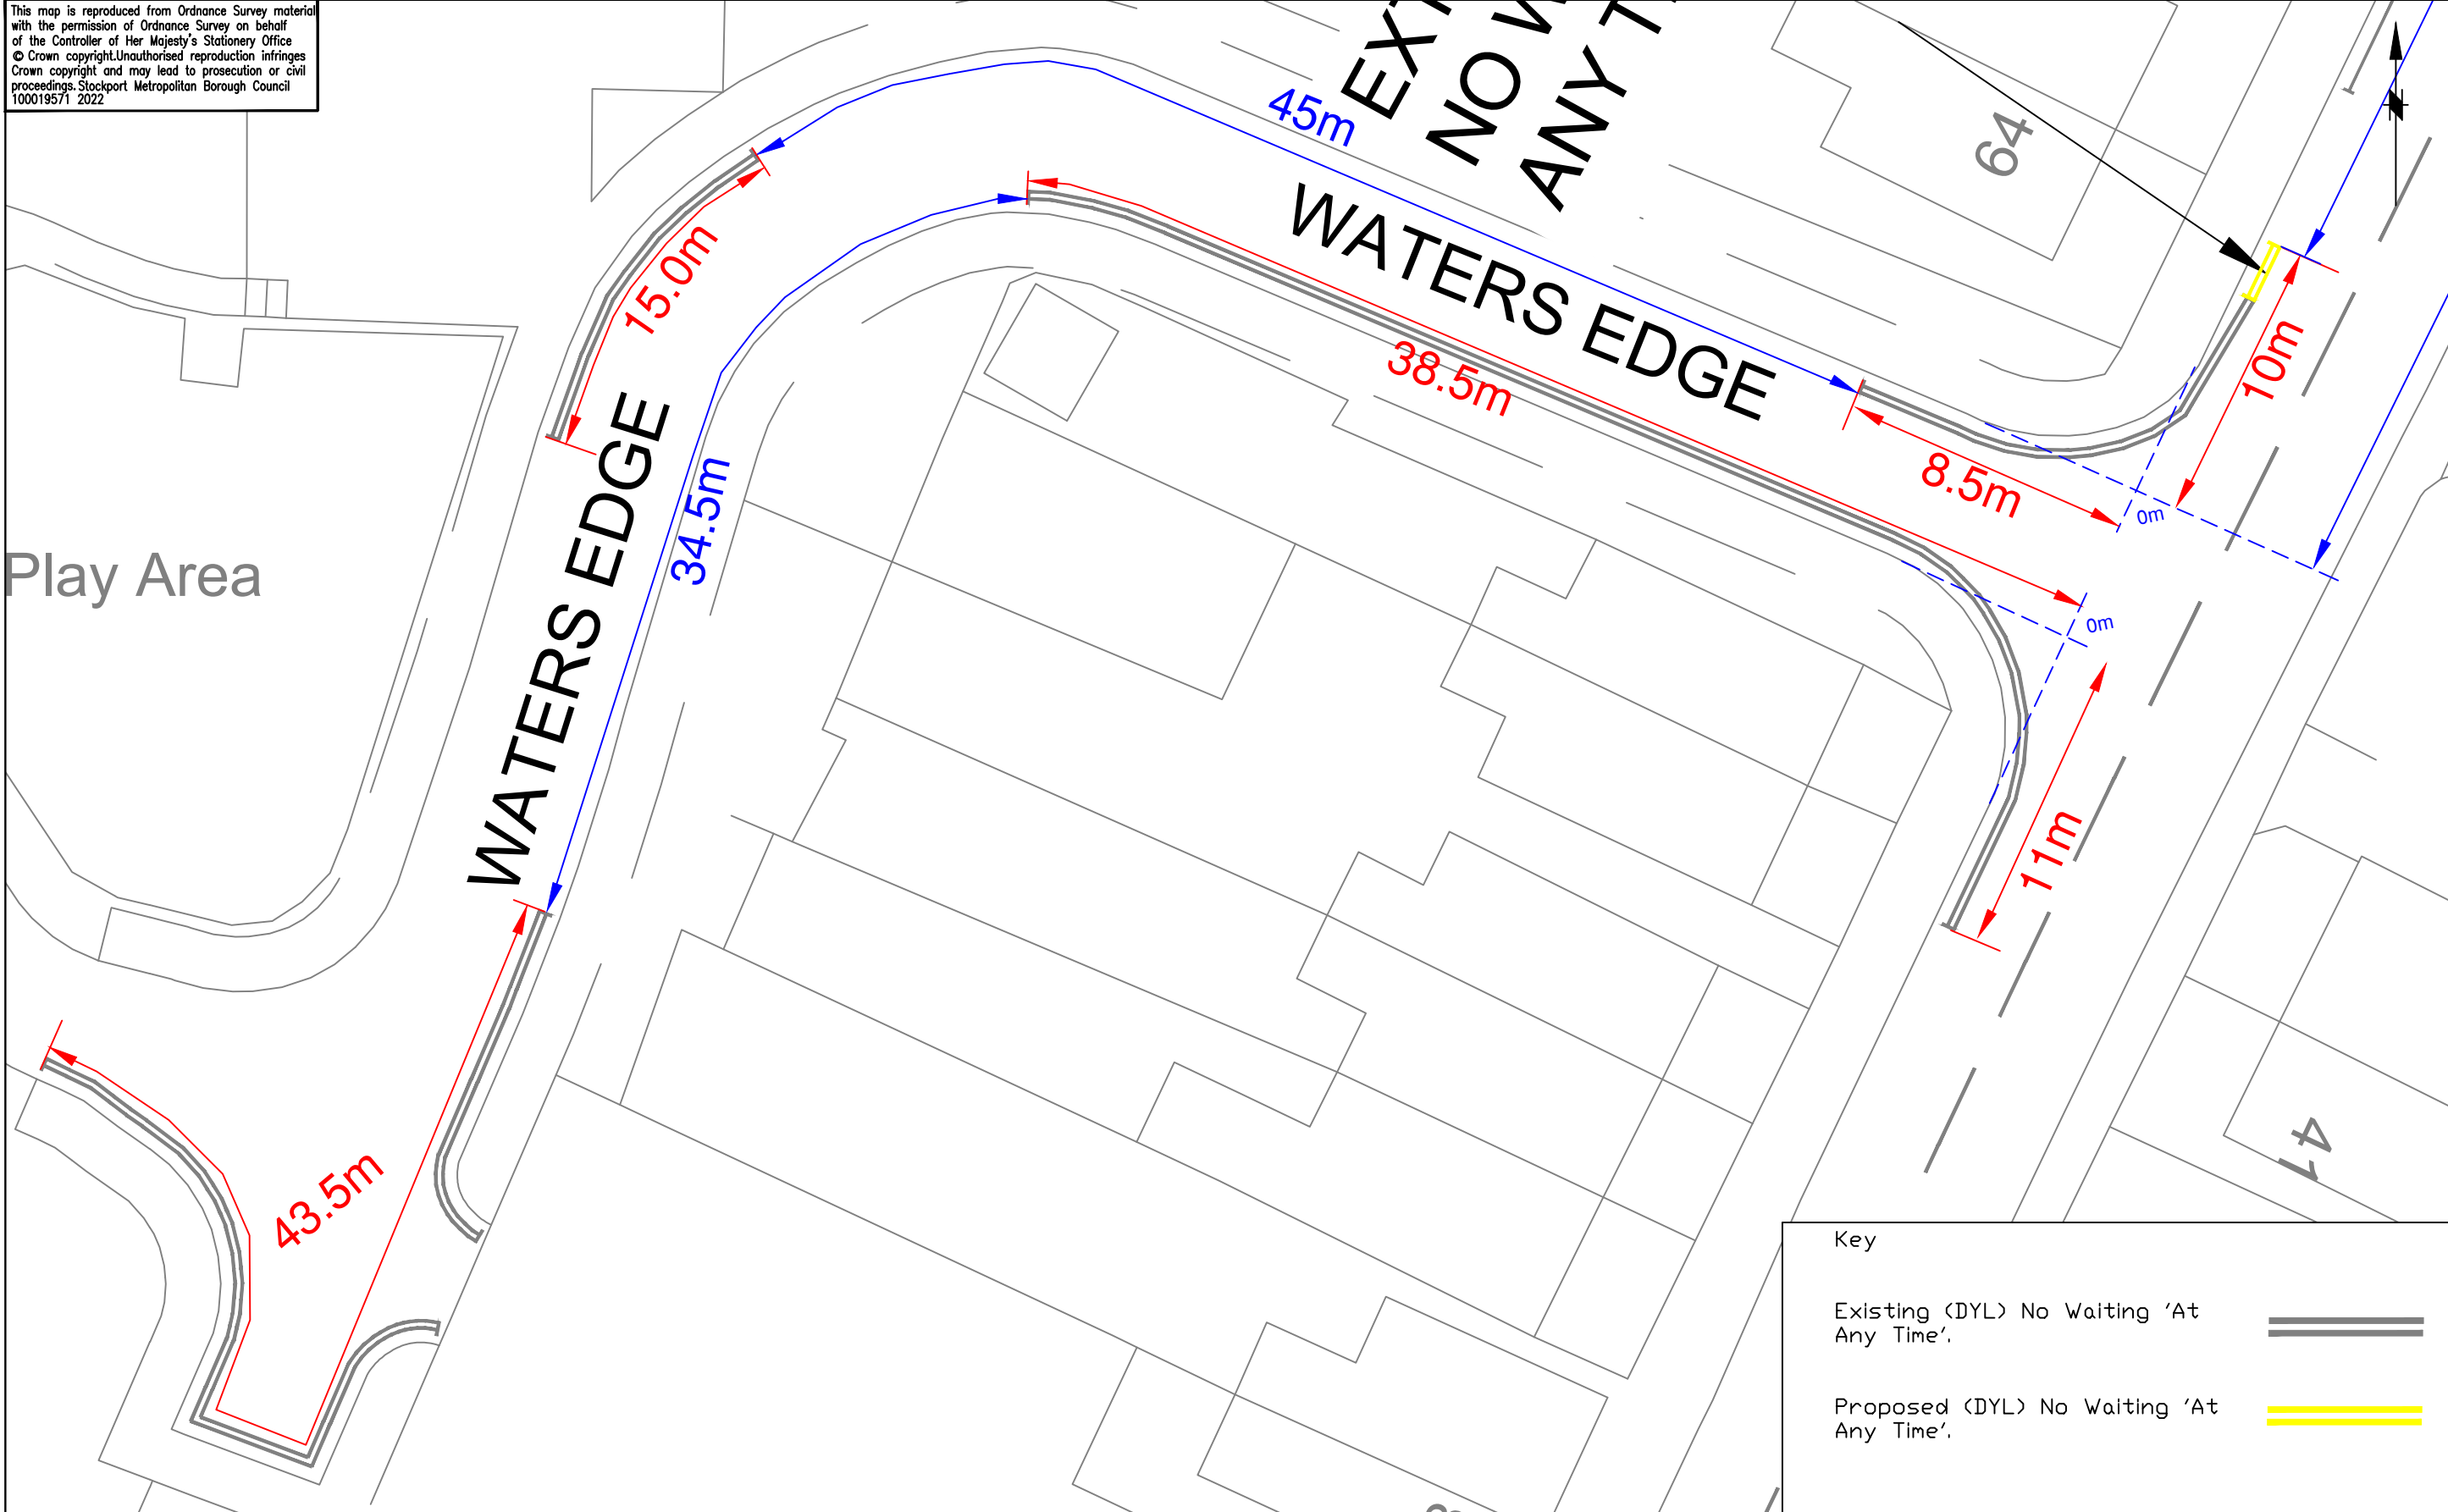 This map is reproduced from Ordnance Survey material
with the permission of Ordnance Survey on behalf
of the Controller of Her Majesty's Stationery Office
© Crown copyright.Unauthorised reproduction infringes
Crown copyright and may lead to prosecution or civil
proceedings. Stockport Metropolitan Borough Council
100019571 2022
NO
ANY
45m
64
WATERS EDGE
15.0m
38.5m
10m
8.5m
0m
WATERS EDGE
34.5m
Play Area
0m
11m
43.5m
41
Key
Existing (DYL) No Waiting 'At
Any Time'.
Proposed (DYL) No Waiting 'At
Any Time'.